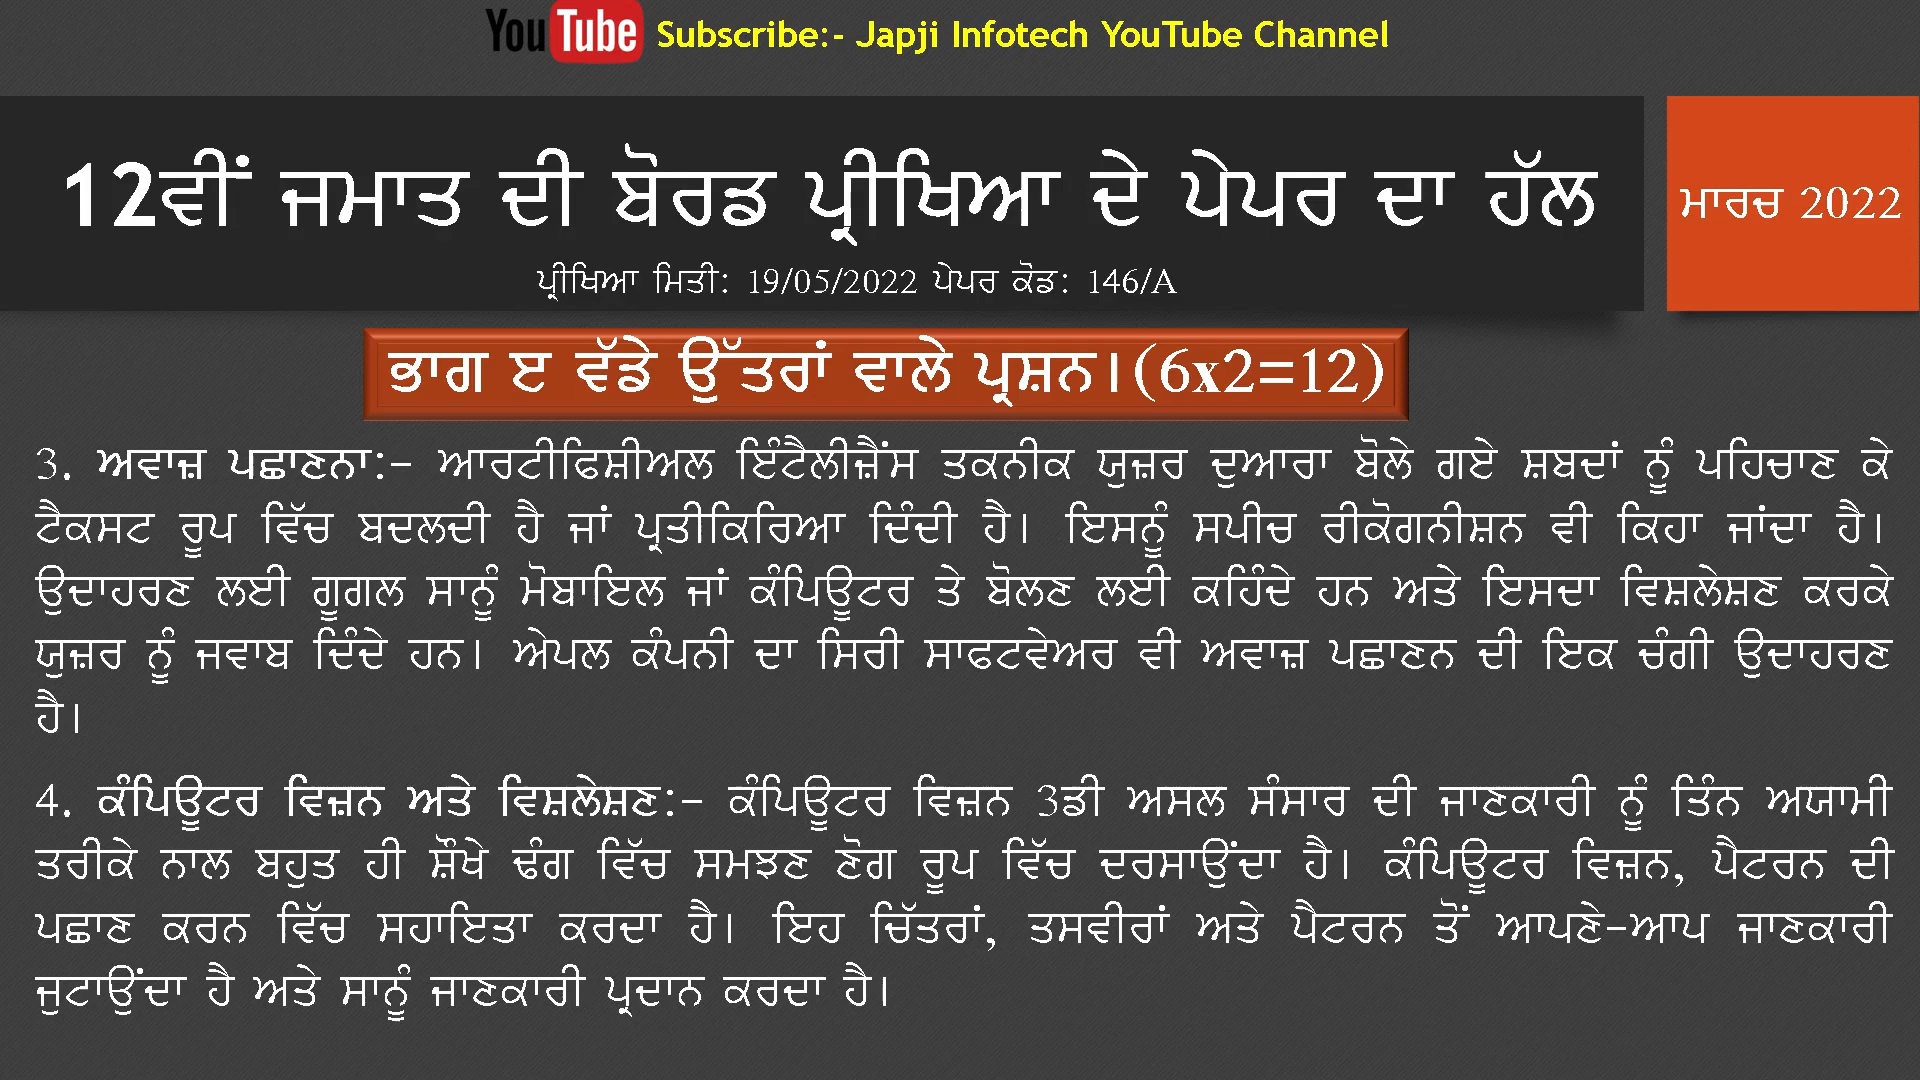 YouTube Subscribe:- Japji Infotech YouTube Channel
12ਵੀਂ ਜਮਾਤ ਦੀ ਬੋਰਡ ਪ੍ਰੀਖਿਆ ਦੇ ਪੇਪਰ ਦਾ ਹੱਲ
ਪ੍ਰੀਖਿਆ ਮਿਤੀ: 19/05/2022 ਪੇਪਰ ਕੋਡ: 146/A
ਮਾਰਚ 2022
ਭਾਗ ੲ ਵੱਡੇ ਉੱਤਰਾਂ ਵਾਲੇ ਪ੍ਰਸ਼ਨ।(6x2=12)
3. ਅਵਾਜ਼ ਪਛਾਣਨਾ:- ਆਰਟੀਫਿਸ਼ੀਅਲ ਇੰਟੈਲੀਜ਼ੈਂਸ ਤਕਨੀਕ ਯੁਜ਼ਰ ਦੁਆਰਾ ਬੋਲੇ ਗਏ ਸ਼ਬਦਾਂ ਨੂੰ ਪਹਿਚਾਣ ਕੇ
ਟੈਕਸਟ ਰੂਪ ਵਿੱਚ ਬਦਲਦੀ ਹੈ ਜਾਂ ਪ੍ਰਤੀਕਿਰਿਆ ਦਿੰਦੀ ਹੈ। ਇਸਨੂੰ ਸਪੀਚ ਰੀਕੋਗਨੀਸ਼ਨ ਵੀ ਕਿਹਾ ਜਾਂਦਾ ਹੈ।
ਉਦਾਹਰਣ ਲਈ ਗੂਗਲ ਸਾਨੂੰ ਮੋਬਾਇਲ ਜਾਂ ਕੰਪਿਊਟਰ ਤੇ ਬੋਲਣ ਲਈ ਕਹਿੰਦੇ ਹਨ ਅਤੇ ਇਸਦਾ ਵਿਸ਼ਲੇਸ਼ਣ ਕਰਕੇ
ਯੁਜ਼ਰ ਨੂੰ ਜਵਾਬ ਦਿੰਦੇ ਹਨ। ਐਪਲ ਕੰਪਨੀ ਦਾ ਸਿਰੀ ਸਾਫਟਵੇਅਰ ਵੀ ਅਵਾਜ਼ ਪਛਾਣਨ ਦੀ ਇਕ ਚੰਗੀ ਉਦਾਹਰਣ
ਹੈ।
4. ਕੰਪਿਊਟਰ ਵਿਜ਼ਨ ਅਤੇ ਵਿਸ਼ਲੇਸ਼ਣ:- ਕੰਪਿਊਟਰ ਵਿਜ਼ਨ 3ਡੀ ਅਸਲ ਸੰਸਾਰ ਦੀ ਜਾਣਕਾਰੀ ਨੂੰ ਤਿੰਨ ਅਯਾਮੀ
ਤਰੀਕੇ ਨਾਲ ਬਹੁਤ ਹੀ ਸ਼ੌਖੇ ਢੰਗ ਵਿੱਚ ਸਮਝਣ ਣੋਗ ਰੂਪ ਵਿੱਚ ਦਰਸਾਉਂਦਾ ਹੈ। ਕੰਪਿਊਟਰ ਵਿਜ਼ਨ, ਪੈਟਰਨ ਦੀ
ਪਛਾਣ ਕਰਨ ਵਿੱਚ ਸਹਾਇਤਾ ਕਰਦਾ ਹੈ। ਇਹ ਚਿੱਤਰਾਂ, ਤਸਵੀਰਾਂ ਅਤੇ ਪੈਟਰਨ ਤੋਂ ਆਪਣੇ-ਆਪ ਜਾਣਕਾਰੀ
ਜੁਟਾਉਂਦਾ ਹੈ ਅਤੇ ਸਾਨੂੰ ਜਾਣਕਾਰੀ ਪ੍ਰਦਾਨ ਕਰਦਾ ਹੈ।